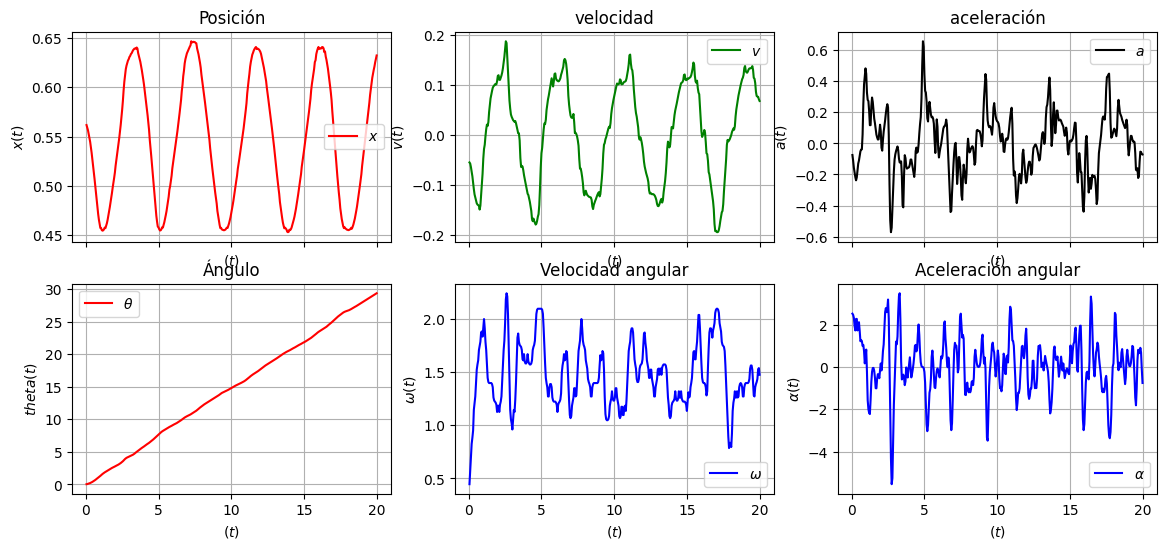 Posición
x(t)
0.65
0.60
0.55
0.50
0.45
x
(t)
velocidad
v(t)
0.2
0.1
0.0
−0.1
−0.2
v
(t)
aceleración
a(t)
0.6
0.4
0.2
0.0
−0.2
−0.4
−0.6
a
(t)
Ángulo
theta(t)
30
25
20
15
10
5
0
θ
0 5 10 15 20
(t)
Velocidad angular
ω(t)
2.0
1.5
1.0
0.5
ω
0 5 10 15 20
(t)
Aceleración angular
α(t)
2
0
−2
−4
α
0 5 10 15 20
(t)